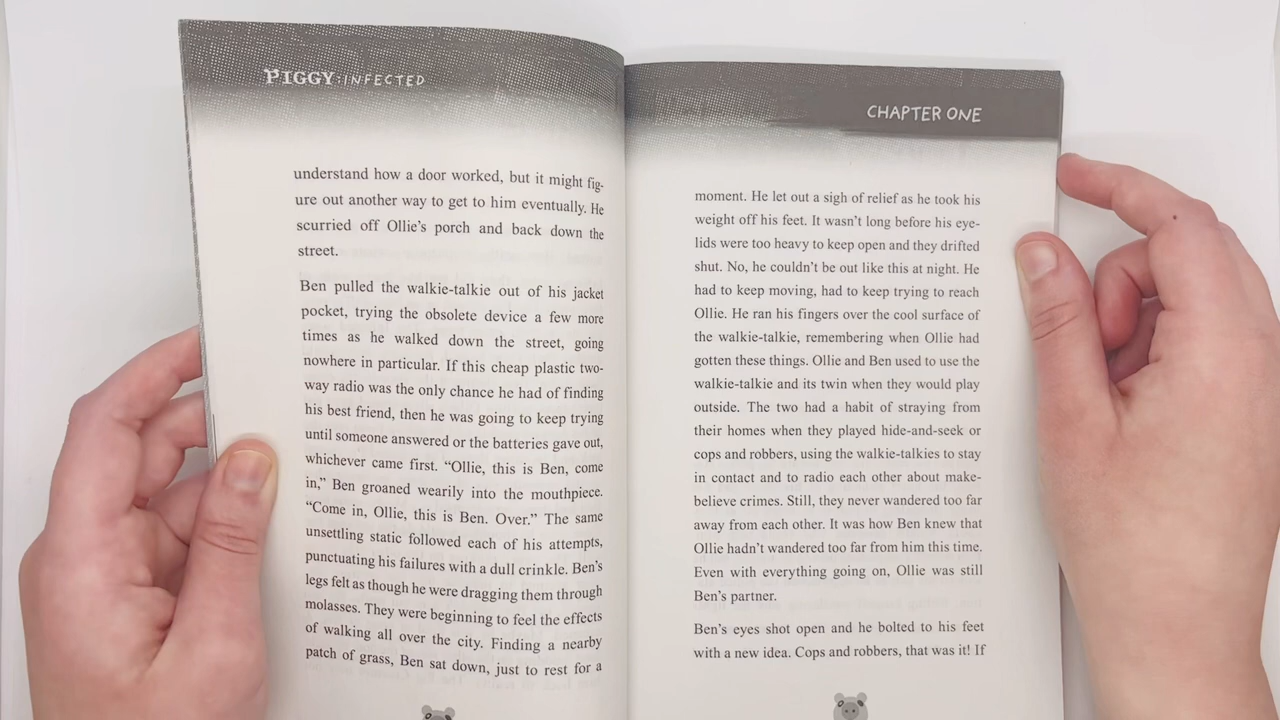 PIGGY: INFECTED
understand how a door worked, but it might fig-
ure out another way to get to him eventually. He
scurried off Ollie's porch and back down the
street.
Ben pulled the walkie-talkie out of his jacket
pocket, trying the obsolete device a few more
times as he walked down the street, going
nowhere in particular. If this cheap plastic two-
way radio was the only chance he had of finding
his best friend, then he was going to keep trying
until someone answered or the batteries gave out,
whichever came first. “Ollie, this is Ben, come
in,” Ben groaned wearily into the mouthpiece.
“Come in, Ollie, this is Ben. Over.” The same
unsettling static followed each of his attempts,
punctuating his failures with a dull crinkle. Ben's
legs felt as though he were dragging them through
molasses. They were beginning to feel the effects
of walking all over the city. Finding a nearby
patch of grass, Ben sat down, just to rest for a
CHAPTER ONE
moment. He let out a sigh of relief as he took his
weight off his feet. It wasn't long before his eye-
lids were too heavy to keep open and they drifted
shut. No, he couldn't be out like this at night. He
had to keep moving, had to keep trying to reach
Ollie. He ran his fingers over the cool surface of
the walkie-talkie, remembering when Ollie had
gotten these things. Ollie and Ben used to use the
walkie-talkie and its twin when they would play
outside. The two had a habit of straying from
their homes when they played hide-and-seek or
cops and robbers, using the walkie-talkies to stay
in contact and to radio each other about make-
believe crimes. Still, they never wandered too far
away from each other. It was how Ben knew that
Ollie hadn't wandered too far from him this time.
Even with everything going on, Ollie was still
Ben's partner.
Ben's eyes shot open and he bolted to his feet
with a new idea. Cops and robbers, that was it! If